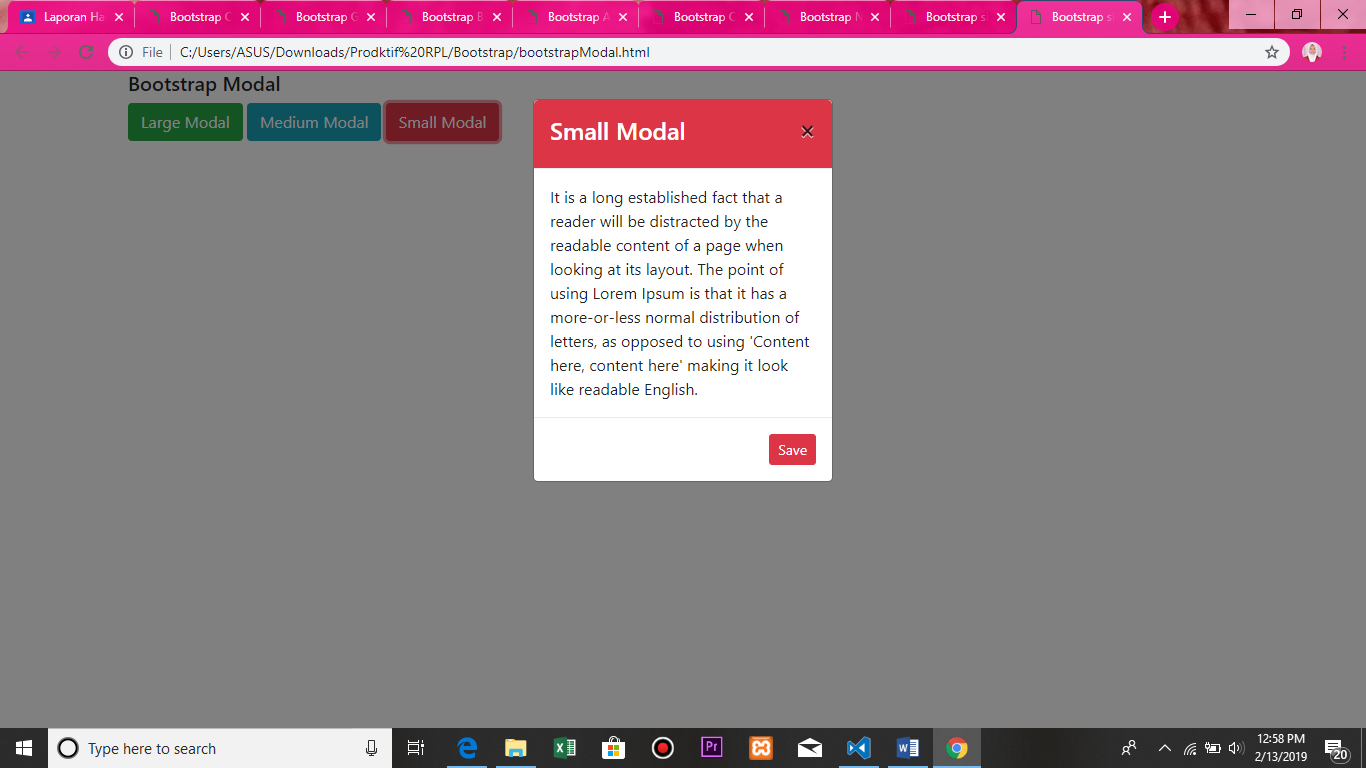 Laporan Ha
Bootstrap C
Bootstrap G
Bootstrap B
Bootstrap A
Bootstrap C
Bootstrap N
Bootstrap s
Bootstrap s
File
C:/Users/ASUS/Downloads/Prodktif%20RPL/Bootstrap/bootstrapModal.html
Bootstrap Modal
Large Modal
Medium Modal
Small Modal
Small Modal
It is a long established fact that a
reader will be distracted by the
readable content of a page when
looking at its layout. The point of
using Lorem Ipsum is that it has a
more-or-less normal distribution of
letters, as opposed to using 'Content
here, content here' making it look
like readable English.
Save
Type here to search
Pr
12:58 PM
2/13/2019
20